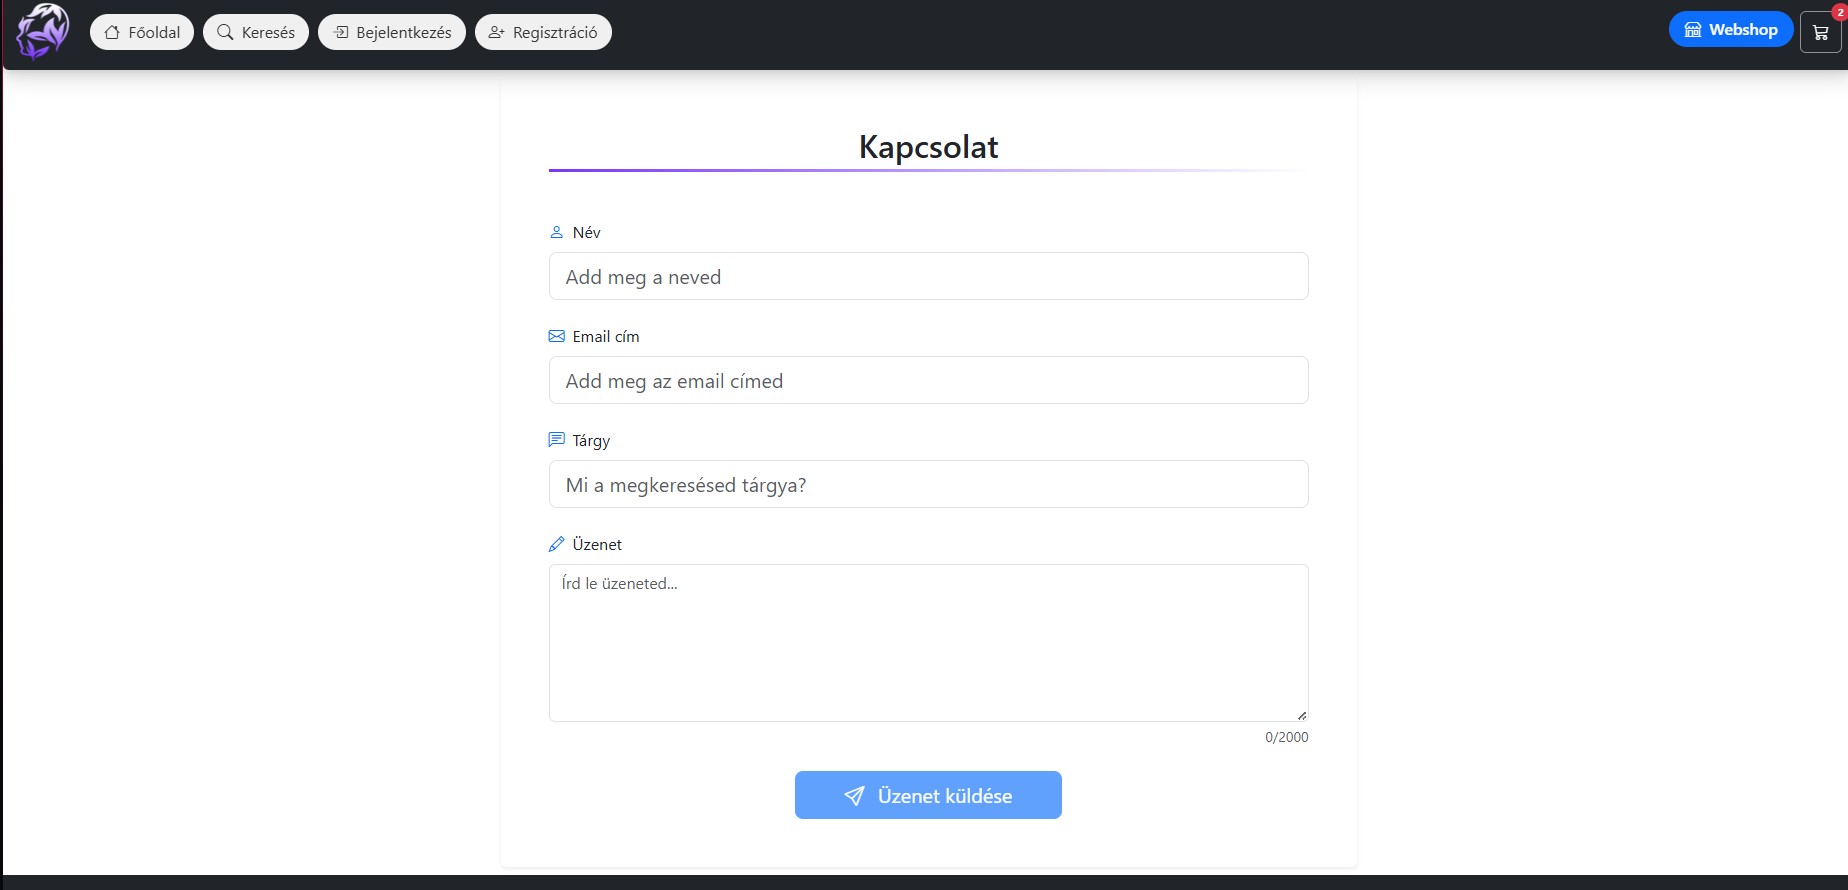 Főoldal Keresés Bejelentkezés Regisztráció Webshop 2
Kapcsolat
Név
Add meg a neved
Email cím
Add meg az email címed
Tárgy
Mi a megkeresésed tárgya?
Üzenet
Írd le üzeneted...
0/2000
Üzenet küldése